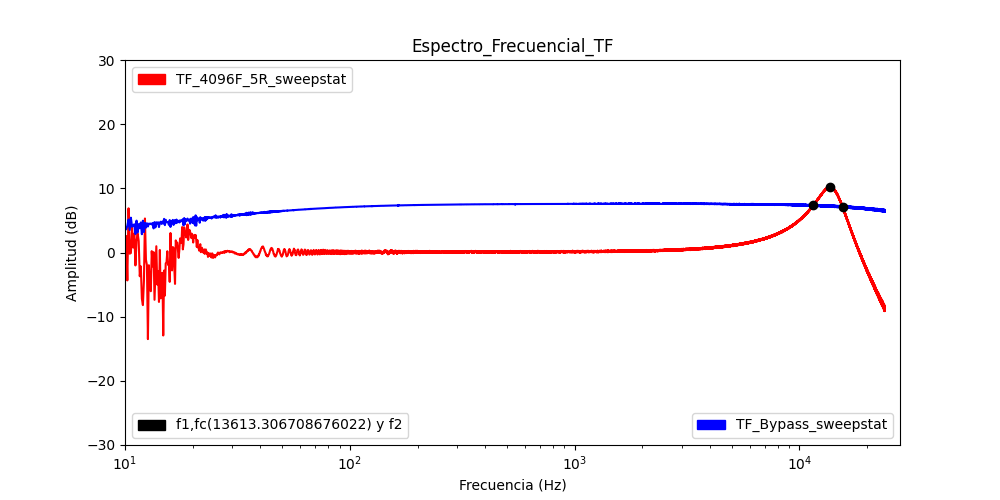 Espectro_Frecuencial_TF
30
20
10
0
−10
−20
−30
Amplitud (dB)
TF_4096F_5R_sweepstat
f1,fc(13613.306708676022) y f2
TF_Bypass_sweepstat
10¹
10²
10³
10⁴
Frecuencia (Hz)